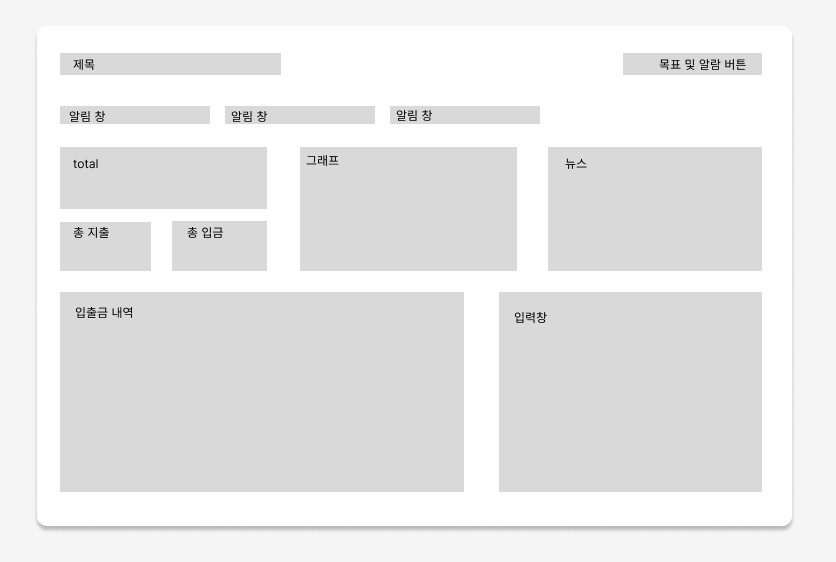 제목
목표 및 알람 버튼
알림 창
알림 창
알림 창
total
그래프
뉴스
총 지출
총 입금
입출금 내역
입력창